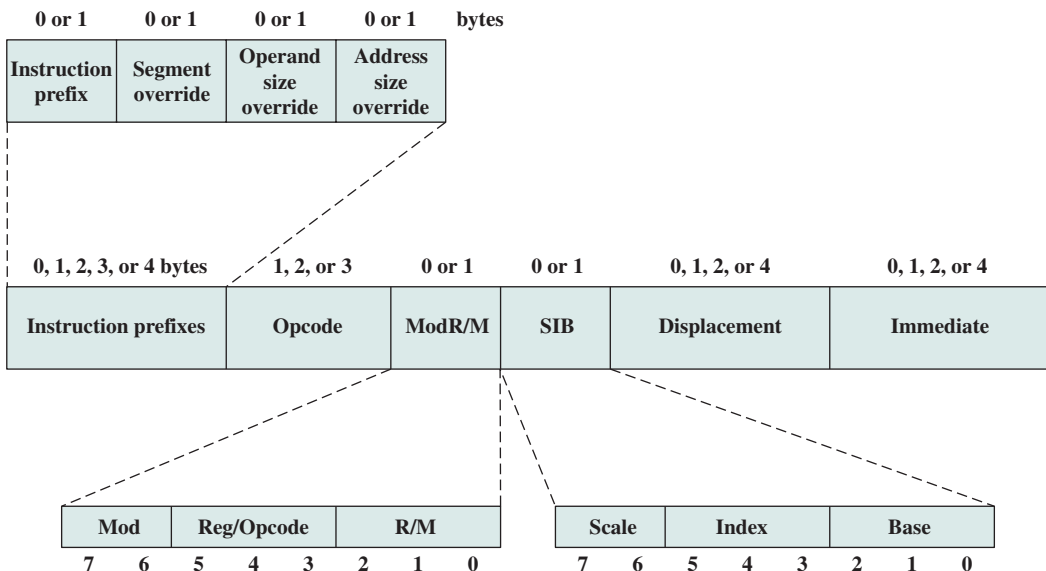 0 or 1 0 or 1 0 or 1 0 or 1 bytes
Instruction prefix
Segment override
Operand size override
Address size override
0, 1, 2, 3, or 4 bytes 1, 2, or 3 0 or 1 0 or 1 0, 1, 2, or 4 0, 1, 2, or 4
Instruction prefixes Opcode ModR/M SIB Displacement Immediate
Mod Reg/Opcode R/M Scale Index Base
7 6 5 4 3 2 1 0 7 6 5 4 3 2 1 0